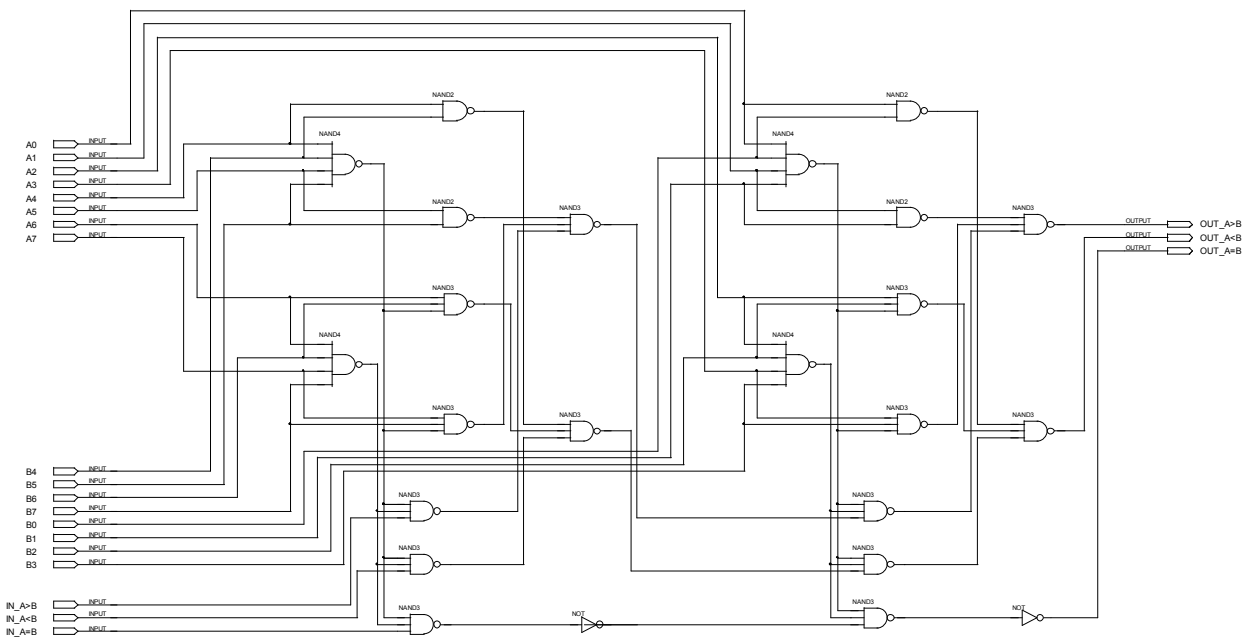 NAND2
NAND2
A0 INPUT
NAND4
NAND4
A1 INPUT
A2 INPUT
A3 INPUT
A4 INPUT
A5 INPUT
NAND2
NAND3
NAND2
NAND3
A6 INPUT
OUTPUT OUT_A>B
A7 INPUT
OUTPUT OUT_A<B
OUTPUT OUT_A=B
NAND3
NAND3
NAND4
NAND4
NAND3
NAND3
NAND3
NAND3
B4 INPUT
B5 INPUT
NAND3
NAND3
B6 INPUT
B7 INPUT
B0 INPUT
B1 INPUT
NAND3
NAND3
B2 INPUT
B3 INPUT
IN_A>B INPUT
NAND3
NOT
NAND3
NOT
IN_A<B INPUT
IN_A=B INPUT